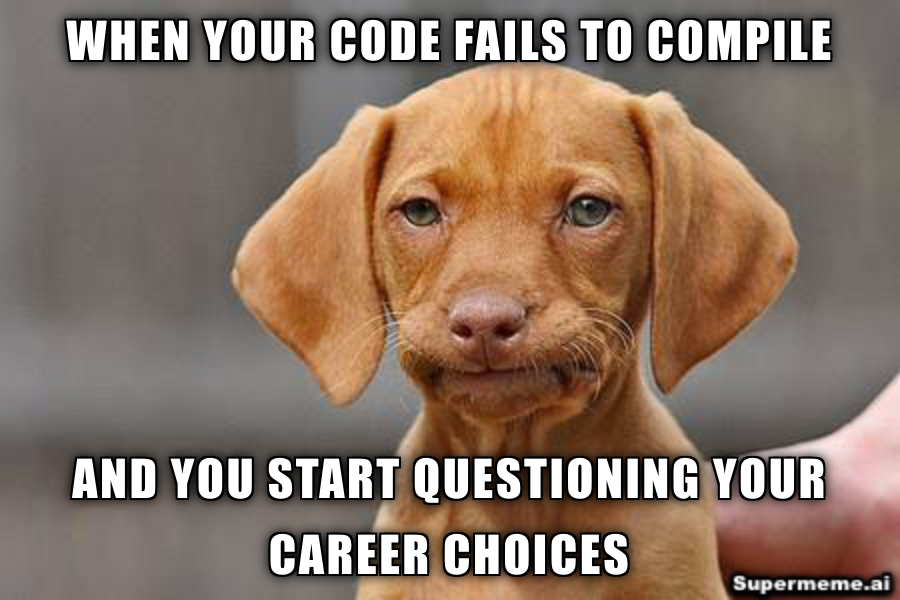 WHEN YOUR CODE FAILS TO COMPILE
AND YOU START QUESTIONING YOUR
CAREER CHOICES
Supermeme.ai